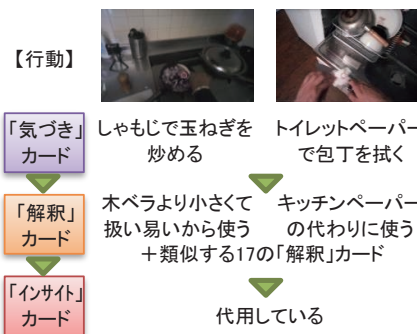 【行動】
「気づき」
カード
しゃもじで玉ねぎを
炒める
トイレットペーパー
で包丁を拭く
「解釈」
カード
木ベラより小さくて
扱い易いから使う
キッチンペーパー
の代わりに使う
＋類似する17の「解釈」カード
「インサイト」
カード
代用している